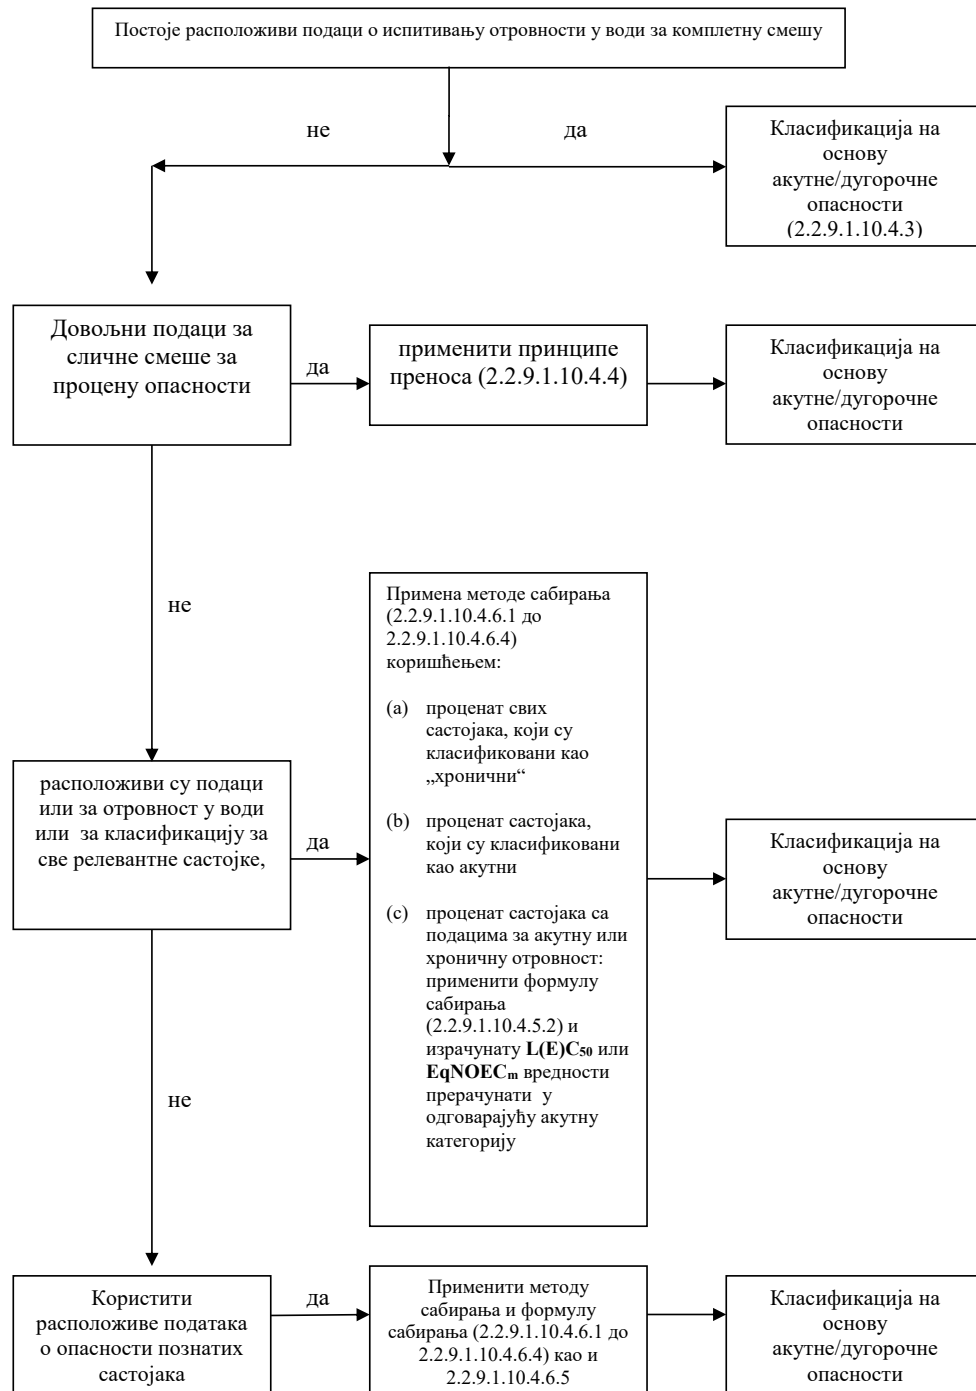 Постоје расположиви подаци о испитивању отровности у води за комплетну смешу
не
да
Класификација на
основу
акутне/дугорочне
опасности
(2.2.9.1.10.4.3)
Довољни подаци за
сличне смеше за
процену опасности
да
применити принципе
преноса (2.2.9.1.10.4.4)
Класификација на
основу
акутне/дугорочне
опасности
не
Примена методе сабирања
(2.2.9.1.10.4.6.1 до
2.2.9.1.10.4.6.4)
коришћењем:
(a) проценат свих
састојака, који су
класификовани као
„хронични“
(b) проценат састојака,
који су класификовани
као акутни
(c) проценат састојака са
подацима за акутну или
хроничну отровност:
применити формулу
сабирања
(2.2.9.1.10.4.5.2) и
израчунату L(E)C₅₀ или
EqNOECₘ вредности
прерачунати у
одговарајућу акутну
категорију
расположиви су подаци
или за отровност у води
или за класификацију за
све релевантне састојке,
да
Класификација на
основу
акутне/дугорочне
опасности
не
Користити
расположиве података
о опасности познатих
састојака
да
Применити методу
сабирања и формулу
сабирања (2.2.9.1.10.4.6.1 до
2.2.9.1.10.4.6.4) као и
2.2.9.1.10.4.6.5
Класификација на
основу
акутне/дугорочне
опасности